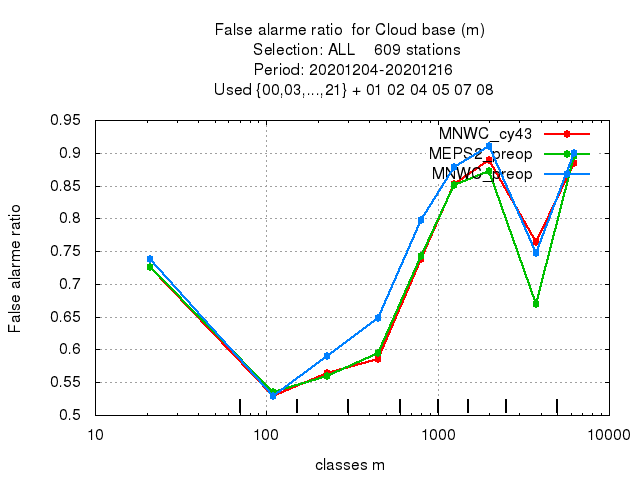 False alarme ratio  for Cloud base (m)
Selection: ALL    609 stations
Period: 20201204-20201216
Used {00,03,...,21} + 01 02 04 05 07 08
MNWC_cy43
MEPS2_preop
MNWC_preop
0.95
0.9
0.85
0.8
0.75
0.7
0.65
0.6
0.55
0.5
False alarme ratio
10
100
1000
10000
classes m